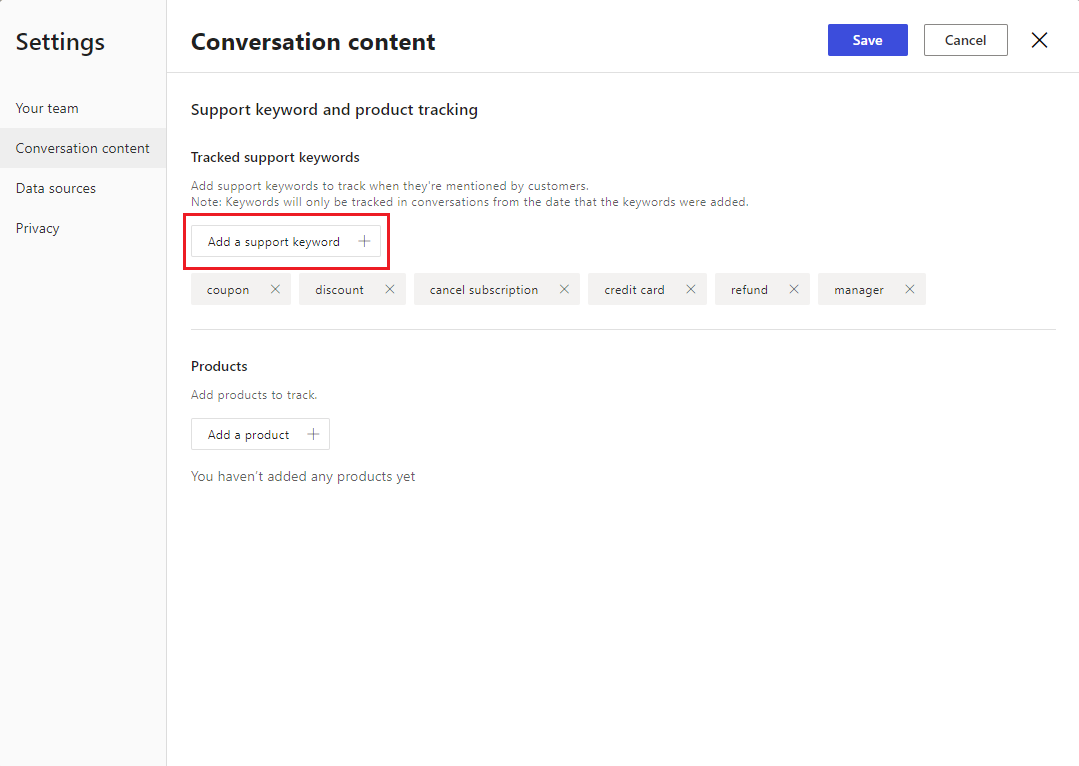 Settings
Your team
Conversation content
Data sources
Privacy
Conversation content
Save
Cancel
Support keyword and product tracking
Tracked support keywords
Add support keywords to track when they're mentioned by customers.
Note: Keywords will only be tracked in conversations from the date that the keywords were added.
Add a support keyword
coupon discount cancel subscription credit card refund manager
Products
Add products to track.
Add a product
You haven't added any products yet